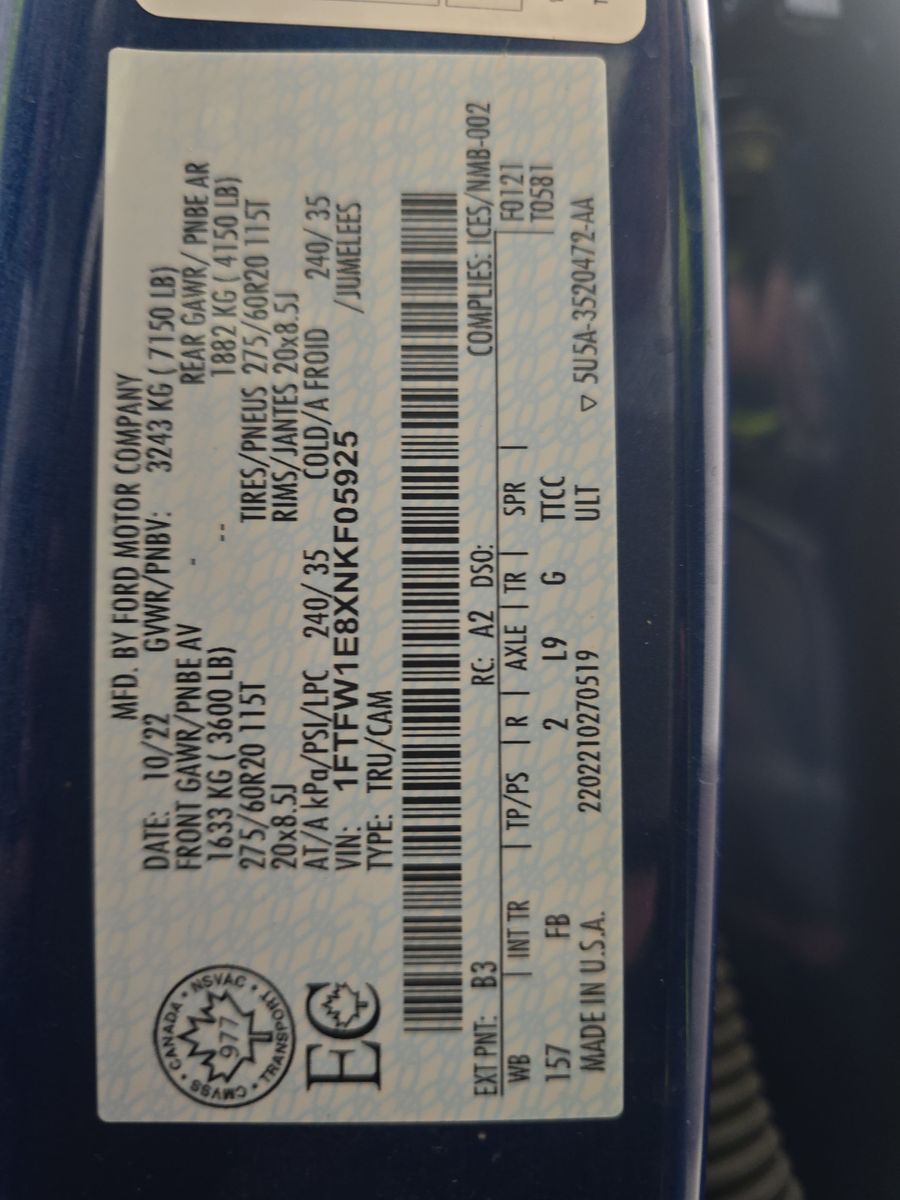 MFD. BY FORD MOTOR COMPANY
DATE: 10/22 GVWR/PNBV: 3243 KG ( 7150 LB)
FRONT GAWR/PNBE AV - REAR GAWR/ PNBE AR
1633 KG ( 3600 LB) -- 1882 KG ( 4150 LB)
275/60R20 115T TIRES/PNEUS 275/60R20 115T
20x8.5J RIMS/JANTES 20x8.5J
AT/A kPa/PSI/LPC 240/ 35 COLD/A FROID 240/ 35
VIN: 1FTFW1E8XNKF05925 /JUMELEES
TYPE: TRU/CAM
CANADA • NSVAC • TRANSPORT • CMVSS •
977
EC
EXT PNT: B3 RC: A2 DSO: COMPLIES: ICES/NMB-002
WB | INT TR | TP/PS | R | AXLE | TR | SPR | F0121
T0581
157 FB 2 L9 G TTCC
ULT
MADE IN U.S.A. 2202210270519 ▽ 5U5A-3520472-AA